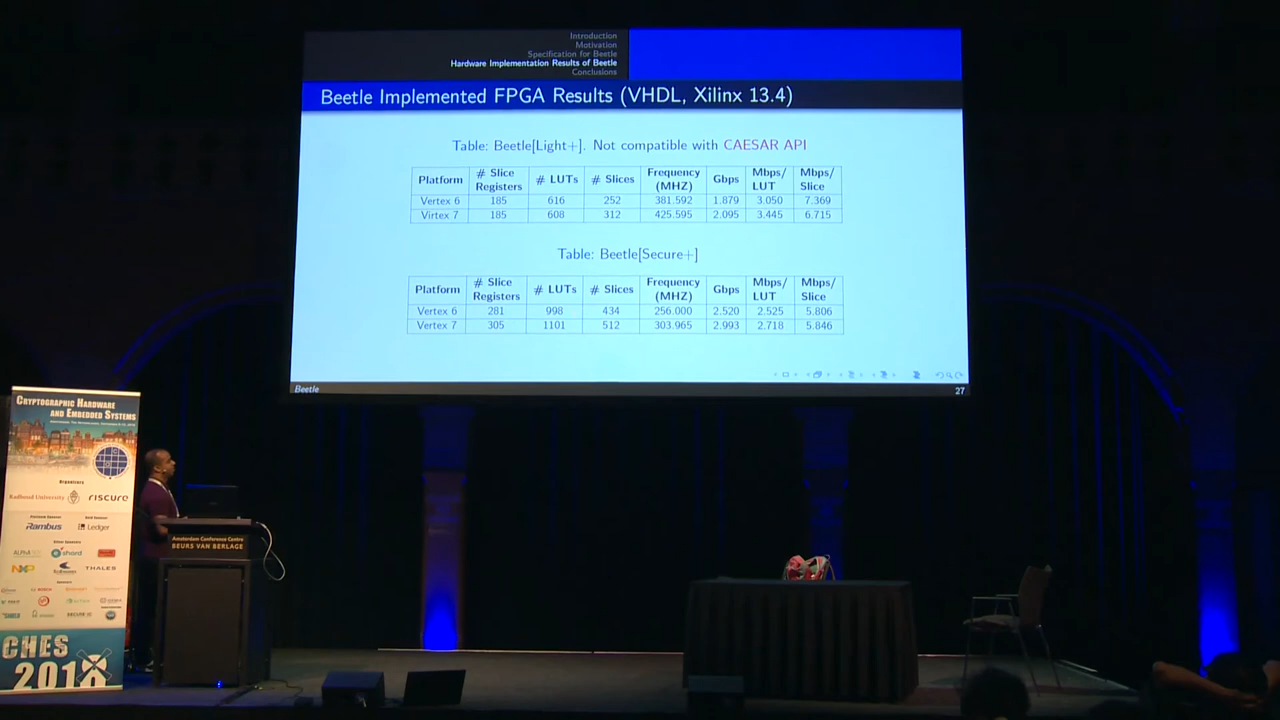 Introduction
Motivation
Specification for Beetle
Hardware Implementation Results of Beetle
Conclusions
Beetle Implemented FPGA Results (VHDL, Xilinx 13.4)
Table: Beetle[Light+]. Not compatible with CAESAR API
Platform # Slice Registers # LUTs # Slices Frequency (MHZ) Gbps Mbps/ LUT Mbps/ Slice
Vertex 6 185 616 252 381.592 1.879 3.050 7.369
Virtex 7 185 608 312 425.595 2.095 3.445 6.715
Table: Beetle[Secure+]
Platform # Slice Registers # LUTs # Slices Frequency (MHZ) Gbps Mbps/ LUT Mbps/ Slice
Vertex 6 281 998 434 256.000 2.520 2.525 5.806
Vertex 7 305 1101 512 303.965 2.993 2.718 5.846
Beetle 27
Cryptographic Hardware
and Embedded Systems
Organizers
Radboud University riscure
Rambus Ledger
shard
NXP THALES
CHES
2018
Amsterdam Conference Centre
BEURS VAN BERLAGE